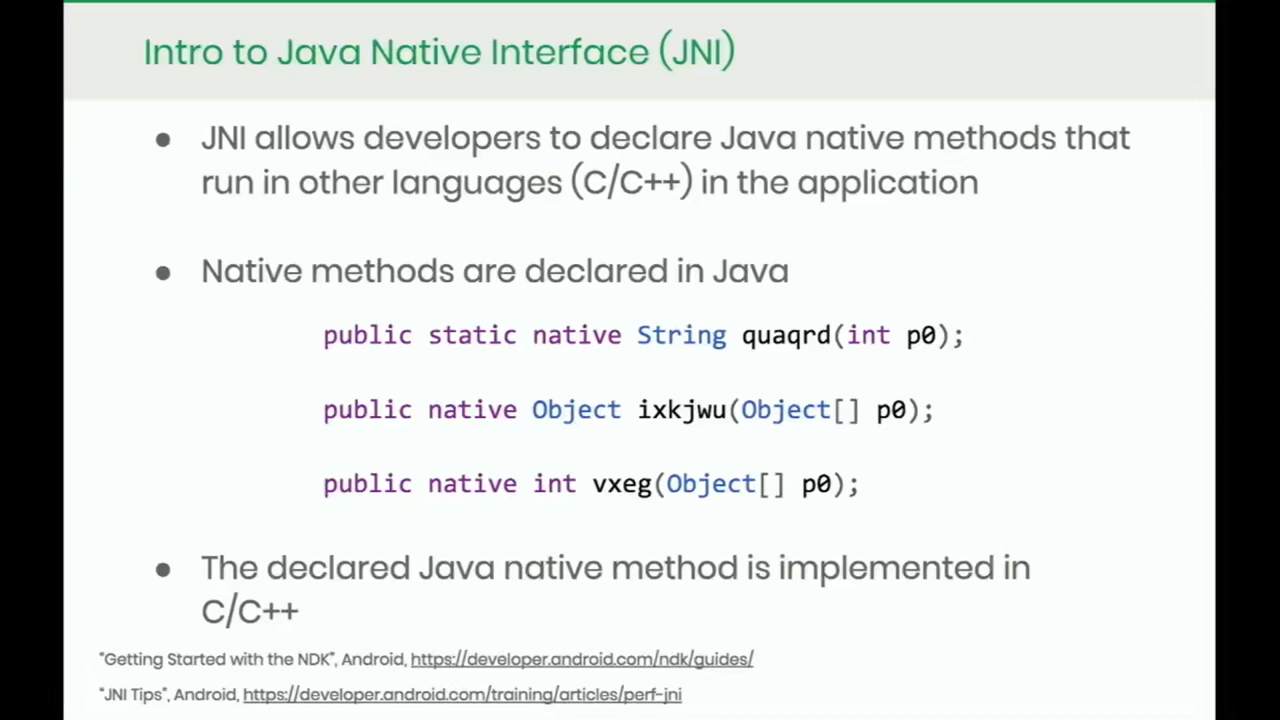 Intro to Java Native Interface (JNI)
● JNI allows developers to declare Java native methods that
run in other languages (C/C++) in the application
● Native methods are declared in Java
public static native String quaqrd(int p0);
public native Object ixkjwu(Object[] p0);
public native int vxeg(Object[] p0);
● The declared Java native method is implemented in
C/C++
"Getting Started with the NDK", Android, https://developer.android.com/ndk/guides/
"JNI Tips", Android, https://developer.android.com/training/articles/perf-jni